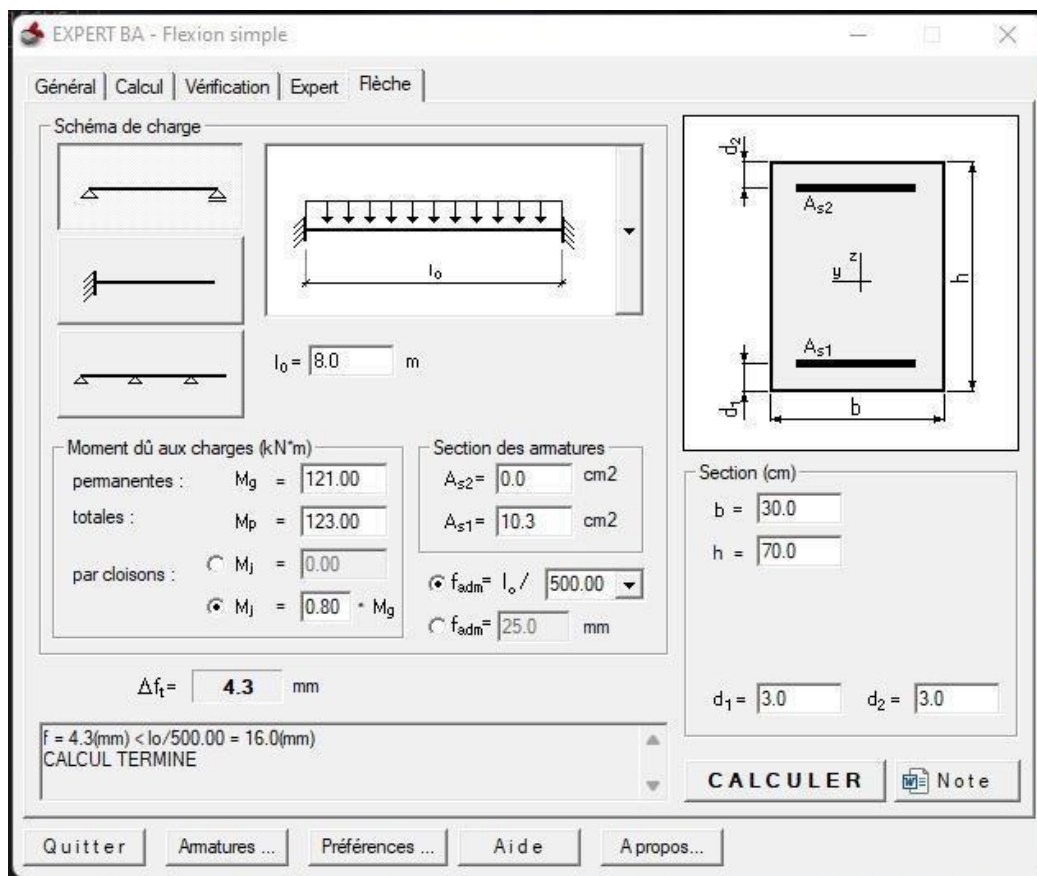 EXPERT BA - Flexion simple
Général Calcul Vérification Expert Flèche
Schéma de charge
lo
lo = 8.0 m
Moment dû aux charges (kN*m)
permanentes : Mg = 121.00
totales : Mp = 123.00
par cloisons : Mj = 0.00
Mj = 0.80 * Mg
Section des armatures
As2= 0.0 cm2
As1= 10.3 cm2
fadm= lo / 500.00
fadm= 25.0 mm
Δft= 4.3 mm
f = 4.3(mm) < lo/500.00 = 16.0(mm)
CALCUL TERMINE
d2
As2
z
y
h
As1
d1
b
Section (cm)
b = 30.0
h = 70.0
d1 = 3.0 d2 = 3.0
CALCULER Note
Quitter Armatures ... Préférences ... Aide A propos...